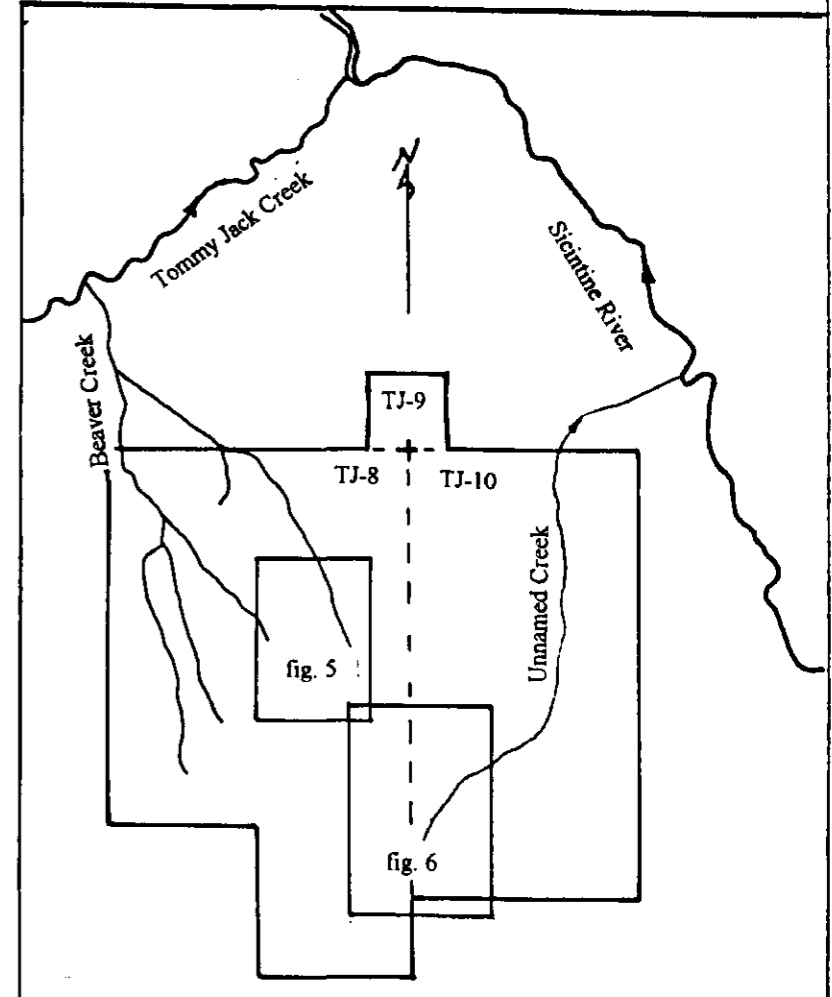 N
Tommy Jack Creek
Sicintine River
Beaver Creek
TJ-9
TJ-8
TJ-10
Unnamed Creek
fig. 5
fig. 6